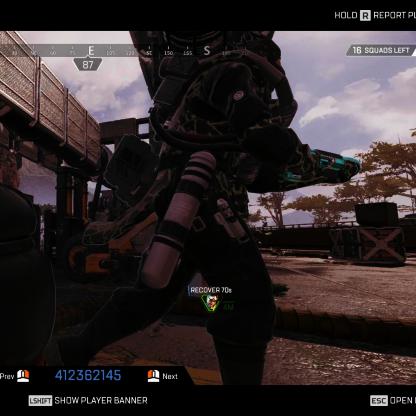 HOLD R REPORT PL
E
S
87
16 SQUADS LEFT
RECOVER 70s
Prev
412362145
Next
LSHIFT SHOW PLAYER BANNER
ESC OPEN